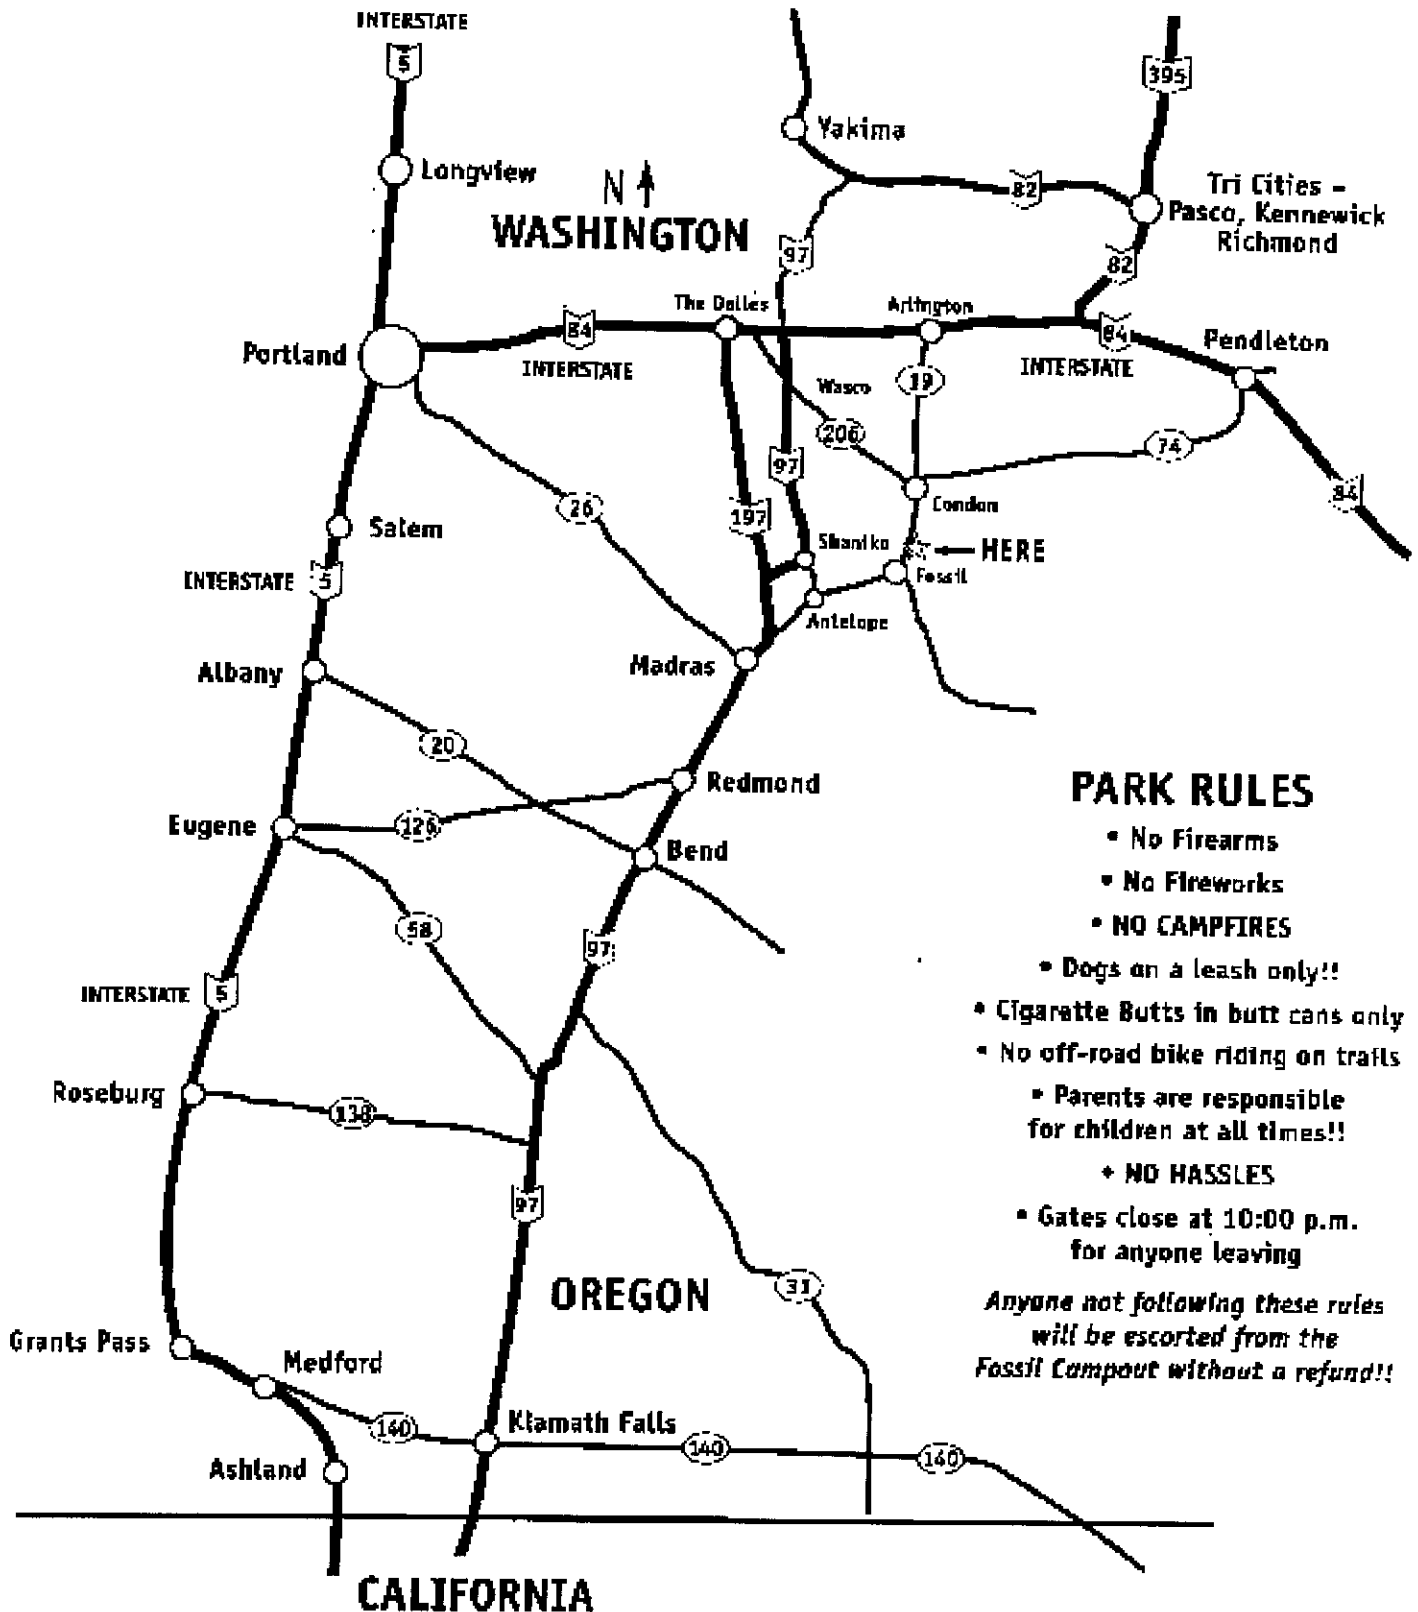 INTERSTATE
5
395
Yakima
Longview
N
82
Tri Cities -
Pasco, Kennewick
Richmond
WASHINGTON
97
82
The Dalles
Arlington
84
84
Portland
INTERSTATE
INTERSTATE
Pendleton
Wasco
19
206
74
97
84
26
Condon
197
Salem
Shaniko
HERE
INTERSTATE
5
Fossil
Antelope
Albany
Madras
20
Redmond
Eugene
126
Bend
58
97
INTERSTATE
5
Roseburg
138
97
OREGON
31
Grants Pass
Medford
140
Klamath Falls
140
140
Ashland
CALIFORNIA
PARK RULES
• No Firearms
• No Fireworks
• NO CAMPFIRES
• Dogs on a leash only!!
• Cigarette Butts in butt cans only
• No off-road bike riding on trails
• Parents are responsible
for children at all times!!
• NO HASSLES
• Gates close at 10:00 p.m.
for anyone leaving
Anyone not following these rules
will be escorted from the
Fossil Campout without a refund!!